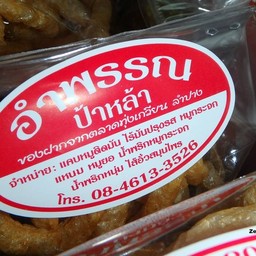 อำพรรณ
ป้าหล้า
ของฝากจากตลาดทุ่งเกวียน ลำปาง
จำหน่าย: แคบหมูติดมัน ไร้มันปรุงรส หมูกระจก
แหนม หมูยอ น้ำพริกหมูกระจก
น้ำพริกหนุ่ม ไส้อั่วสมุนไพร
โทร. 08-4613-3526